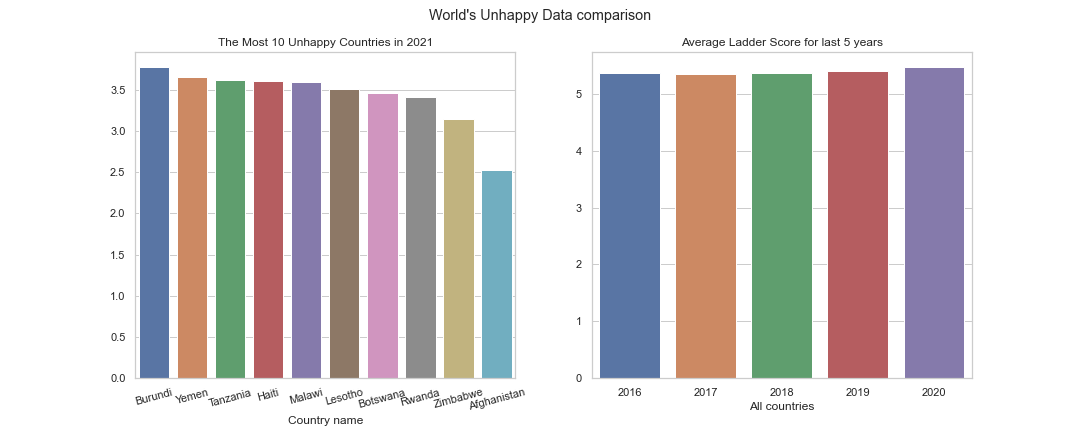 World's Unhappy Data comparison
The Most 10 Unhappy Countries in 2021
3.5
3.0
2.5
2.0
1.5
1.0
0.5
0.0
Burundi Yemen Tanzania Haiti Malawi Lesotho Botswana Rwanda Zimbabwe Afghanistan
Country name
Average Ladder Score for last 5 years
5
4
3
2
1
0
2016 2017 2018 2019 2020
All countries